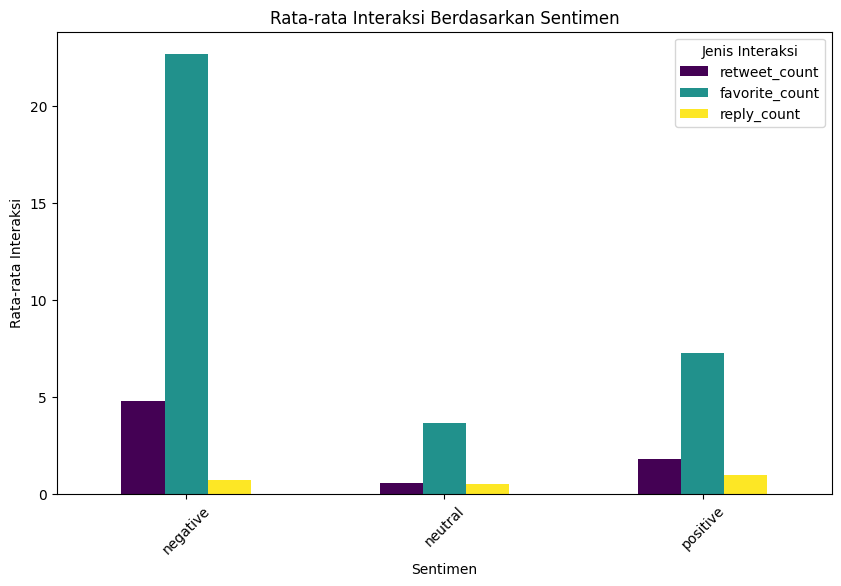 Rata-rata Interaksi Berdasarkan Sentimen
Jenis Interaksi
retweet_count
favorite_count
reply_count
Rata-rata Interaksi
20
15
10
5
0
negative
neutral
positive
Sentimen